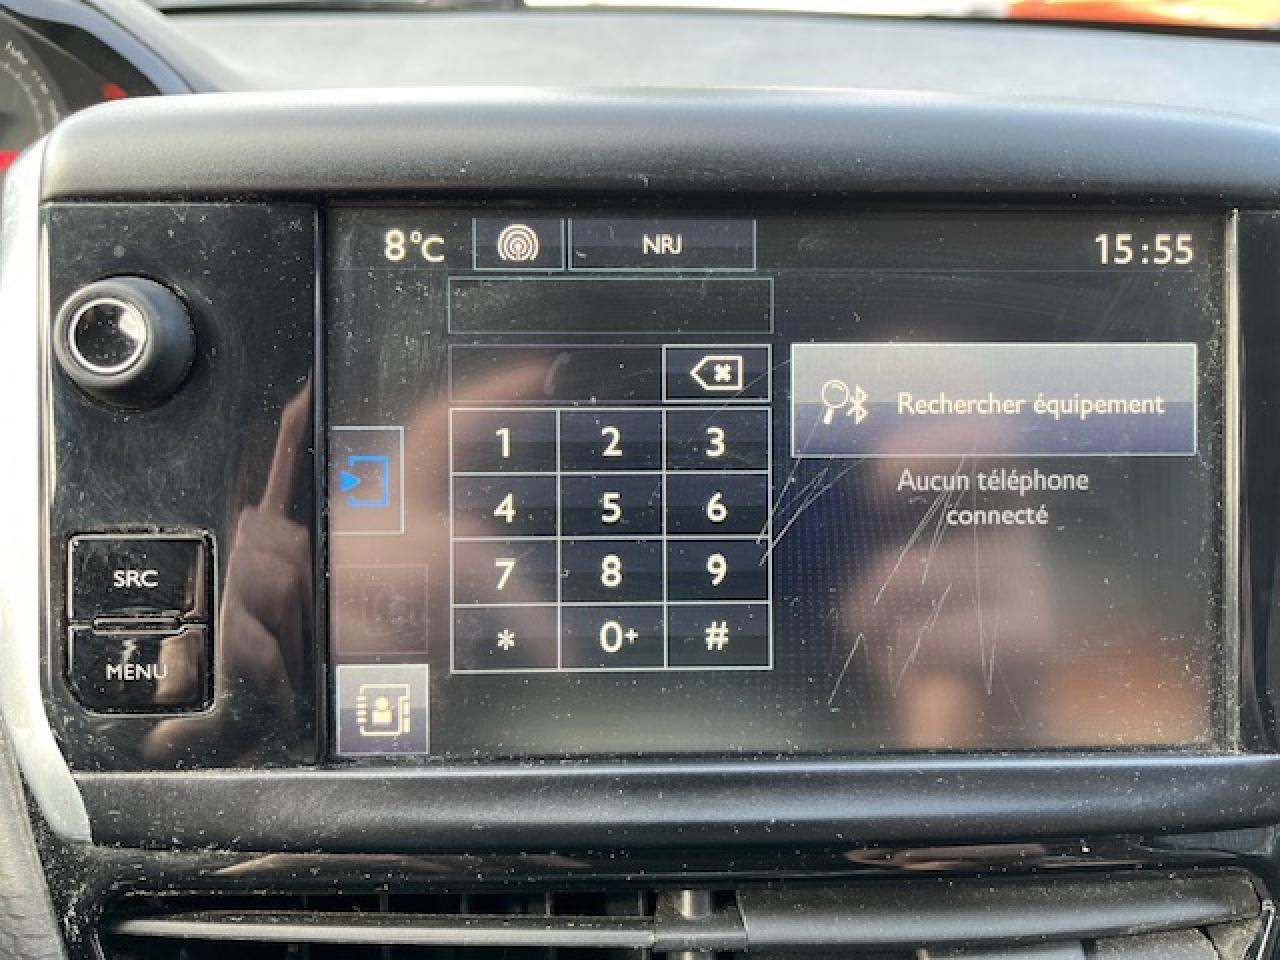 8°C
NRJ
15:55
Rechercher équipement
Aucun téléphone
connecté
1 2 3
4 5 6
7 8 9
* 0+ #
SRC
MENU